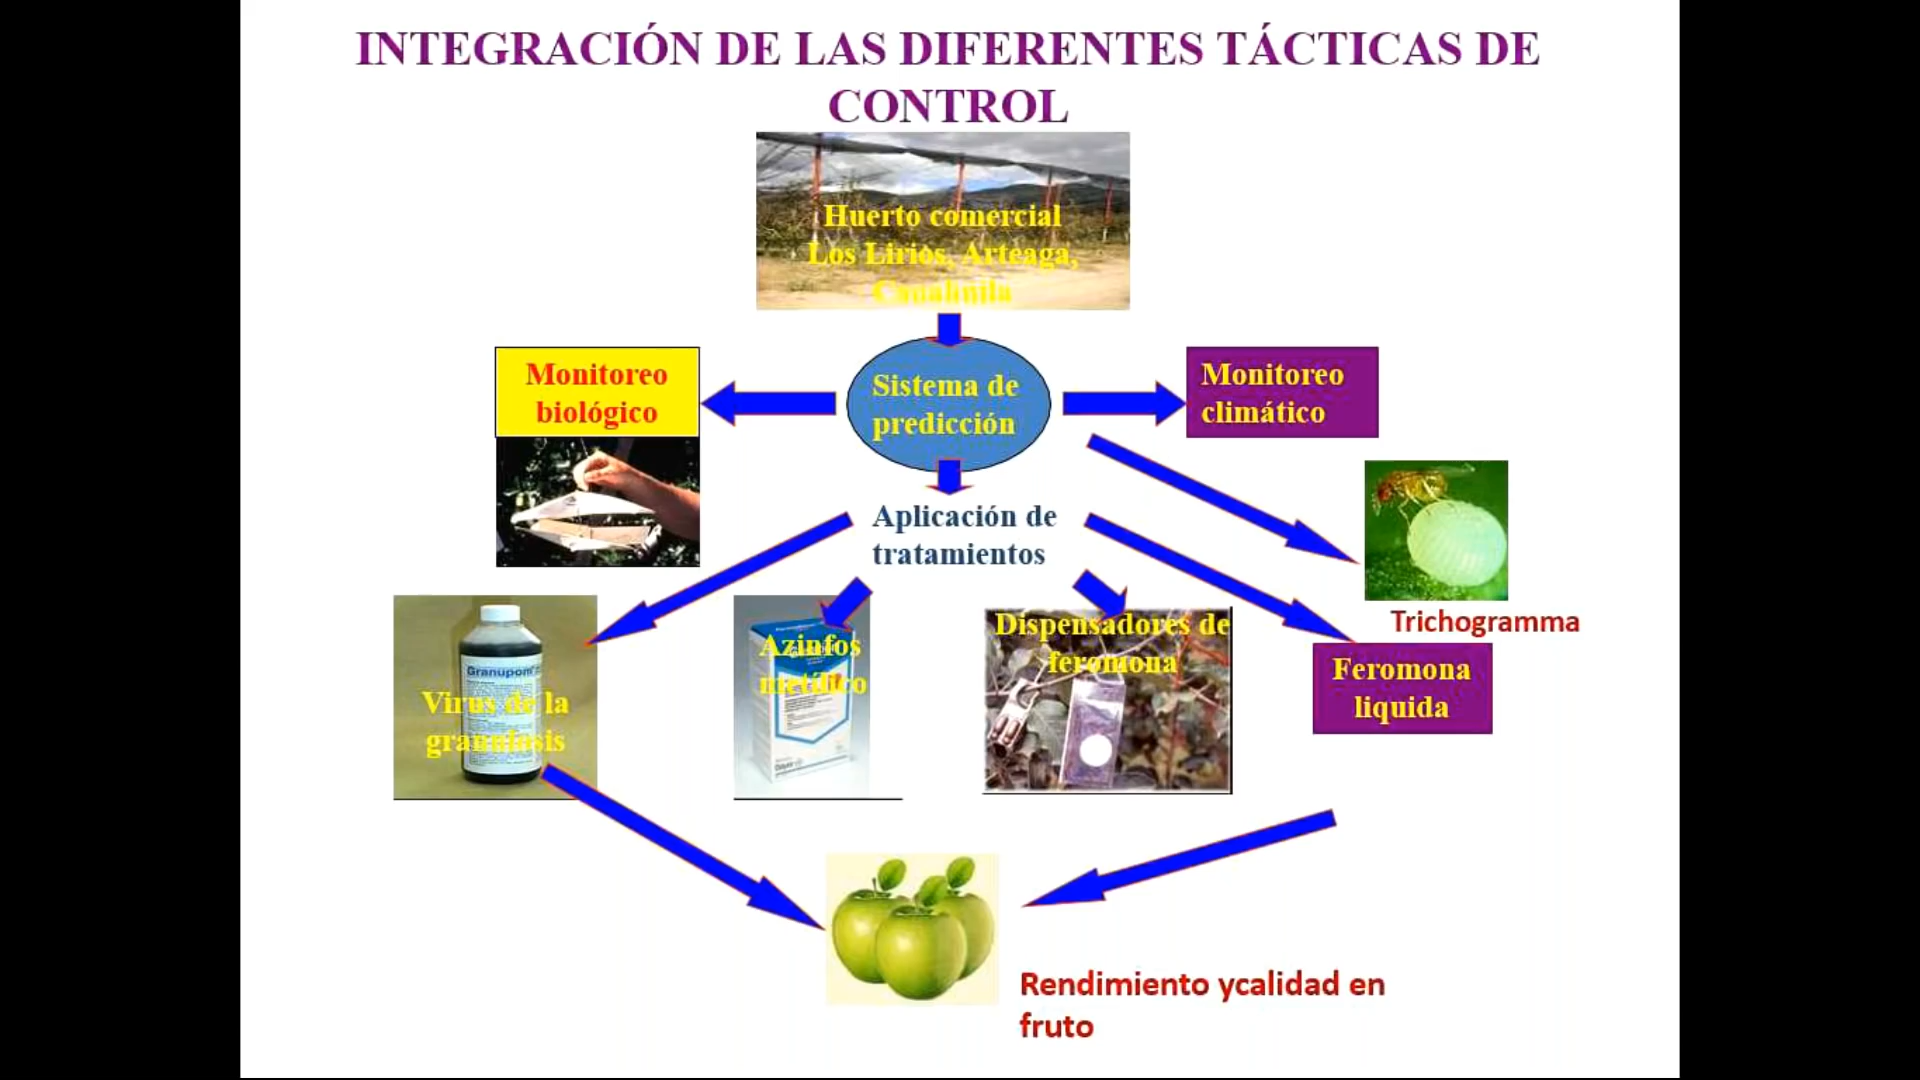 INTEGRACIÓN DE LAS DIFERENTES TÁCTICAS DE
CONTROL
Huerto comercial
Los Lirios, Arteaga,
Coahuila
Monitoreo
biológico
Sistema de
predicción
Monitoreo
climático
Aplicación de
tratamientos
Trichogramma
Granupom
Virus de la
granulosis
Azinfos
metílico
Dispensadores de
feromona
Feromona
liquida
Rendimiento ycalidad en
fruto